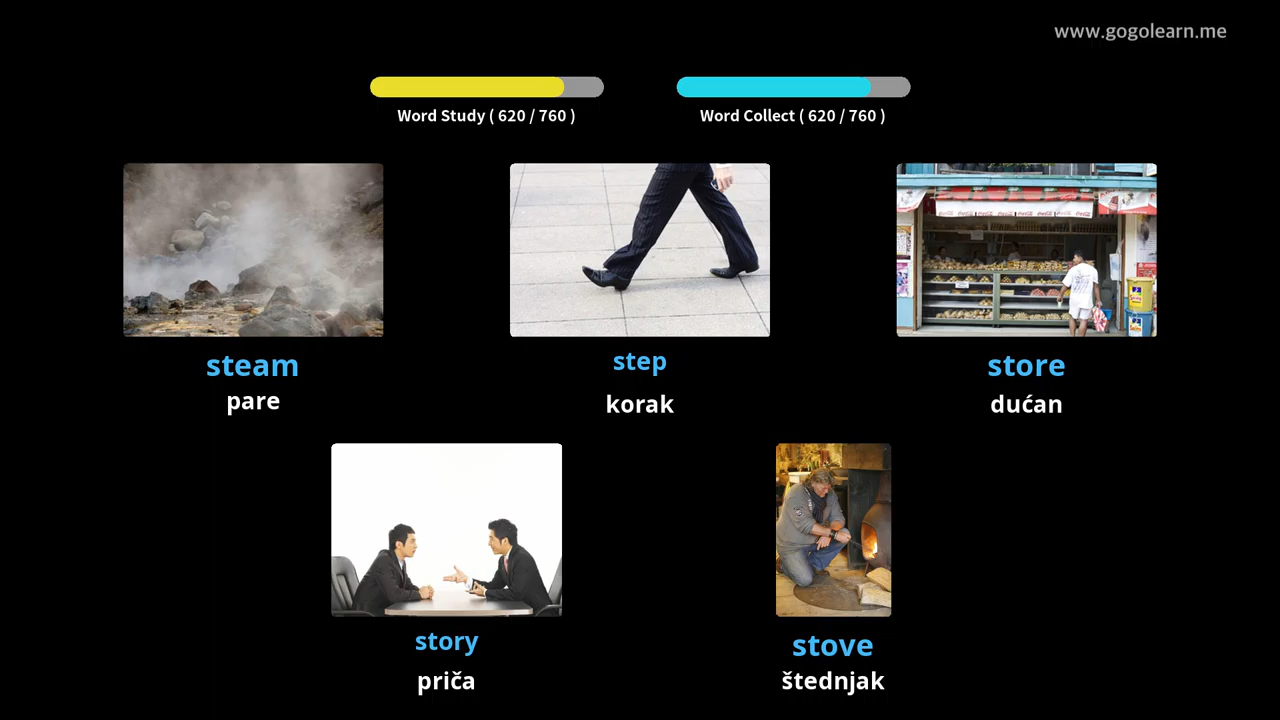 www.gogolearn.me
Word Study ( 620 / 760 )
Word Collect ( 620 / 760 )
steam
pare
step
korak
store
dućan
story
priča
stove
štednjak